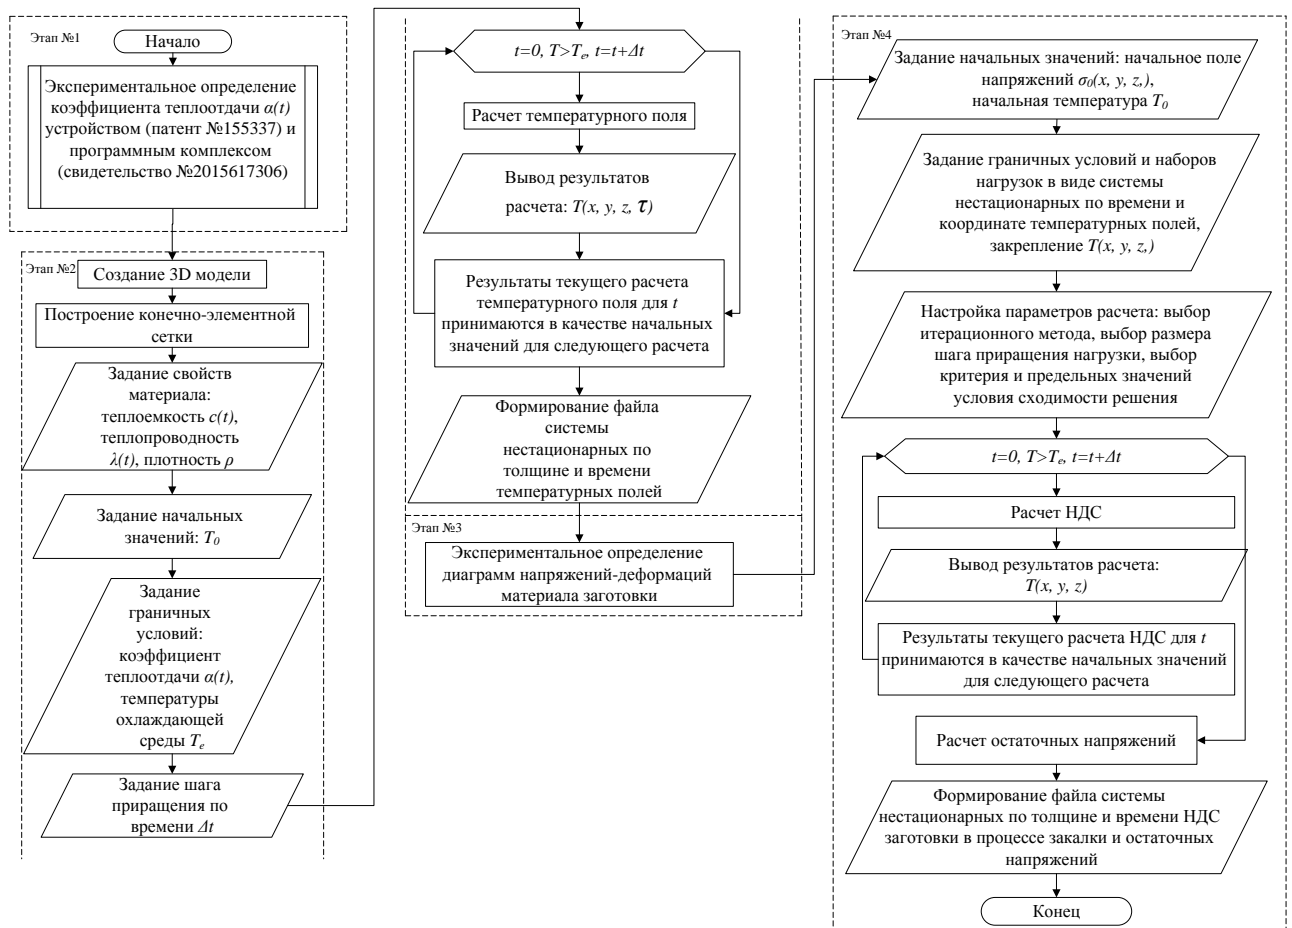 Этап №1
Начало
Экспериментальное определение
коэффициента теплоотдачи α(t)
устройством (патент №155337) и
программным комплексом
(свидетельство №2015617306)
Этап №2
Создание 3D модели
Построение конечно-элементной
сетки
Задание свойств
материала:
теплоемкость c(t),
теплопроводность
λ(t), плотность ρ
Задание начальных
значений: T₀
Задание
граничных
условий:
коэффициент
теплоотдачи α(t),
температуры
охлаждающей
среды Tₑ
Задание шага
приращения по
времени Δt
t=0, T>Tₑ, t=t+Δt
Расчет температурного поля
Вывод результатов
расчета: T(x, y, z, τ)
Результаты текущего расчета
температурного поля для t
принимаются в качестве начальных
значений для следующего расчета
Формирование файла
системы
нестационарных по
толщине и времени
температурных полей
Этап №3
Экспериментальное определение
диаграмм напряжений-деформаций
материала заготовки
Этап №4
Задание начальных значений: начальное поле
напряжений σ₀(x, y, z,),
начальная температура T₀
Задание граничных условий и наборов
нагрузок в виде системы
нестационарных по времени и
координате температурных полей,
закрепление T(x, y, z,)
Настройка параметров расчета: выбор
итерационного метода, выбор размера
шага приращения нагрузки, выбор
критерия и предельных значений
условия сходимости решения
t=0, T>Tₑ, t=t+Δt
Расчет НДС
Вывод результатов расчета:
T(x, y, z)
Результаты текущего расчета НДС для t
принимаются в качестве начальных значений
для следующего расчета
Расчет остаточных напряжений
Формирование файла системы
нестационарных по толщине и времени НДС
заготовки в процессе закалки и остаточных
напряжений
Конец